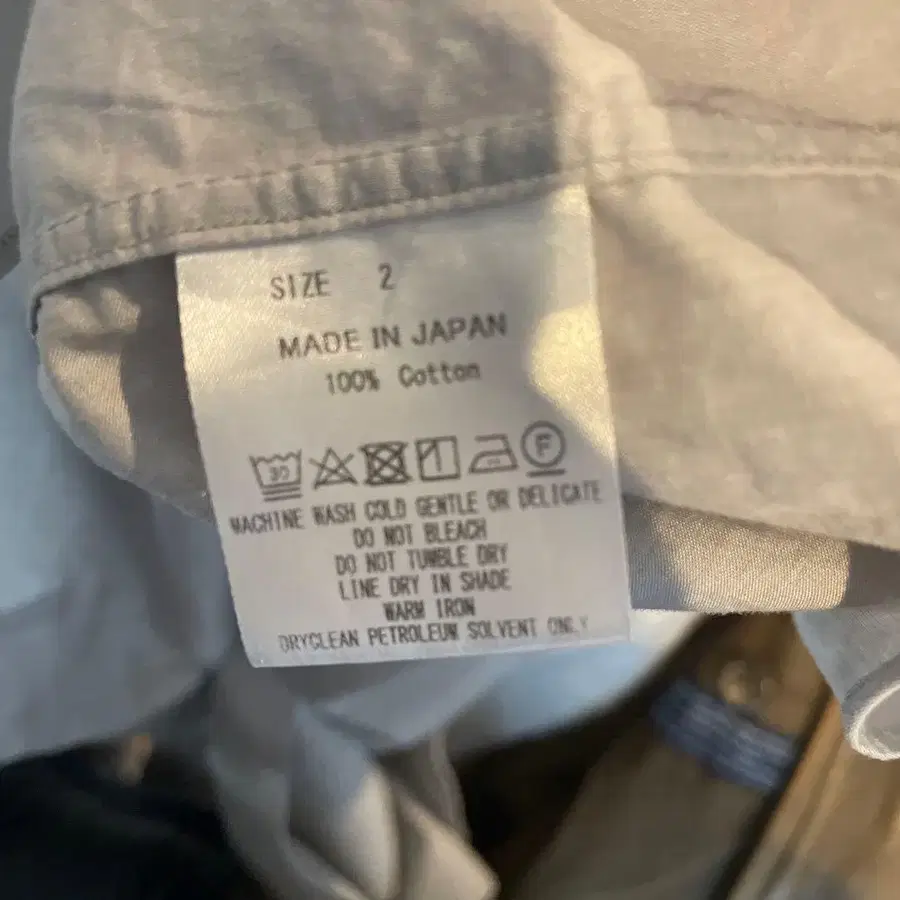 SIZE 2
MADE IN JAPAN
100% Cotton
30 F
MACHINE WASH COLD GENTLE OR DELICATE
DO NOT BLEACH
DO NOT TUMBLE DRY
LINE DRY IN SHADE
WARM IRON
DRYCLEAN PETROLEUM SOLVENT ONLY